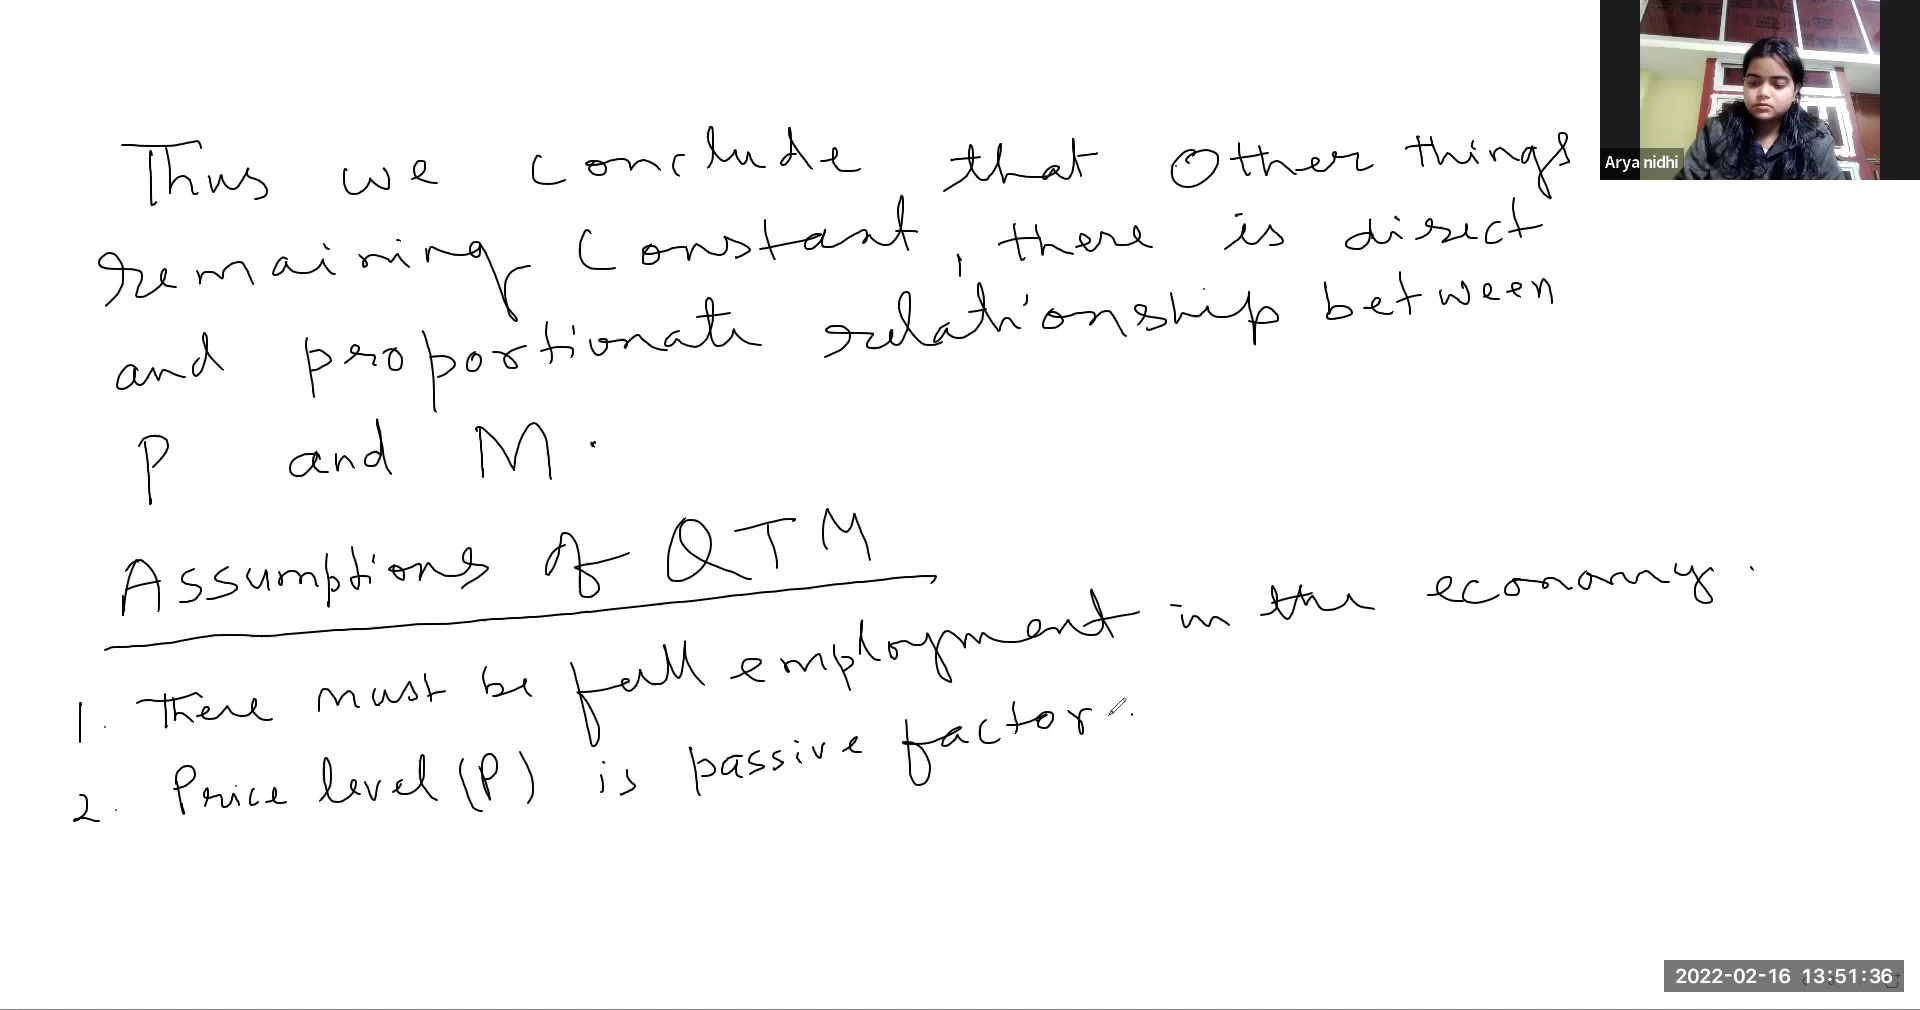 Thus we conclude that Other things
remaining Constant, there is direct
and proportionate relationship between
P and M.
Assumptions of QTM
1. There must be full employment in the economy.
2. Price level (P) is passive factor.
Arya nidhi
2022-02-16 13:51:36